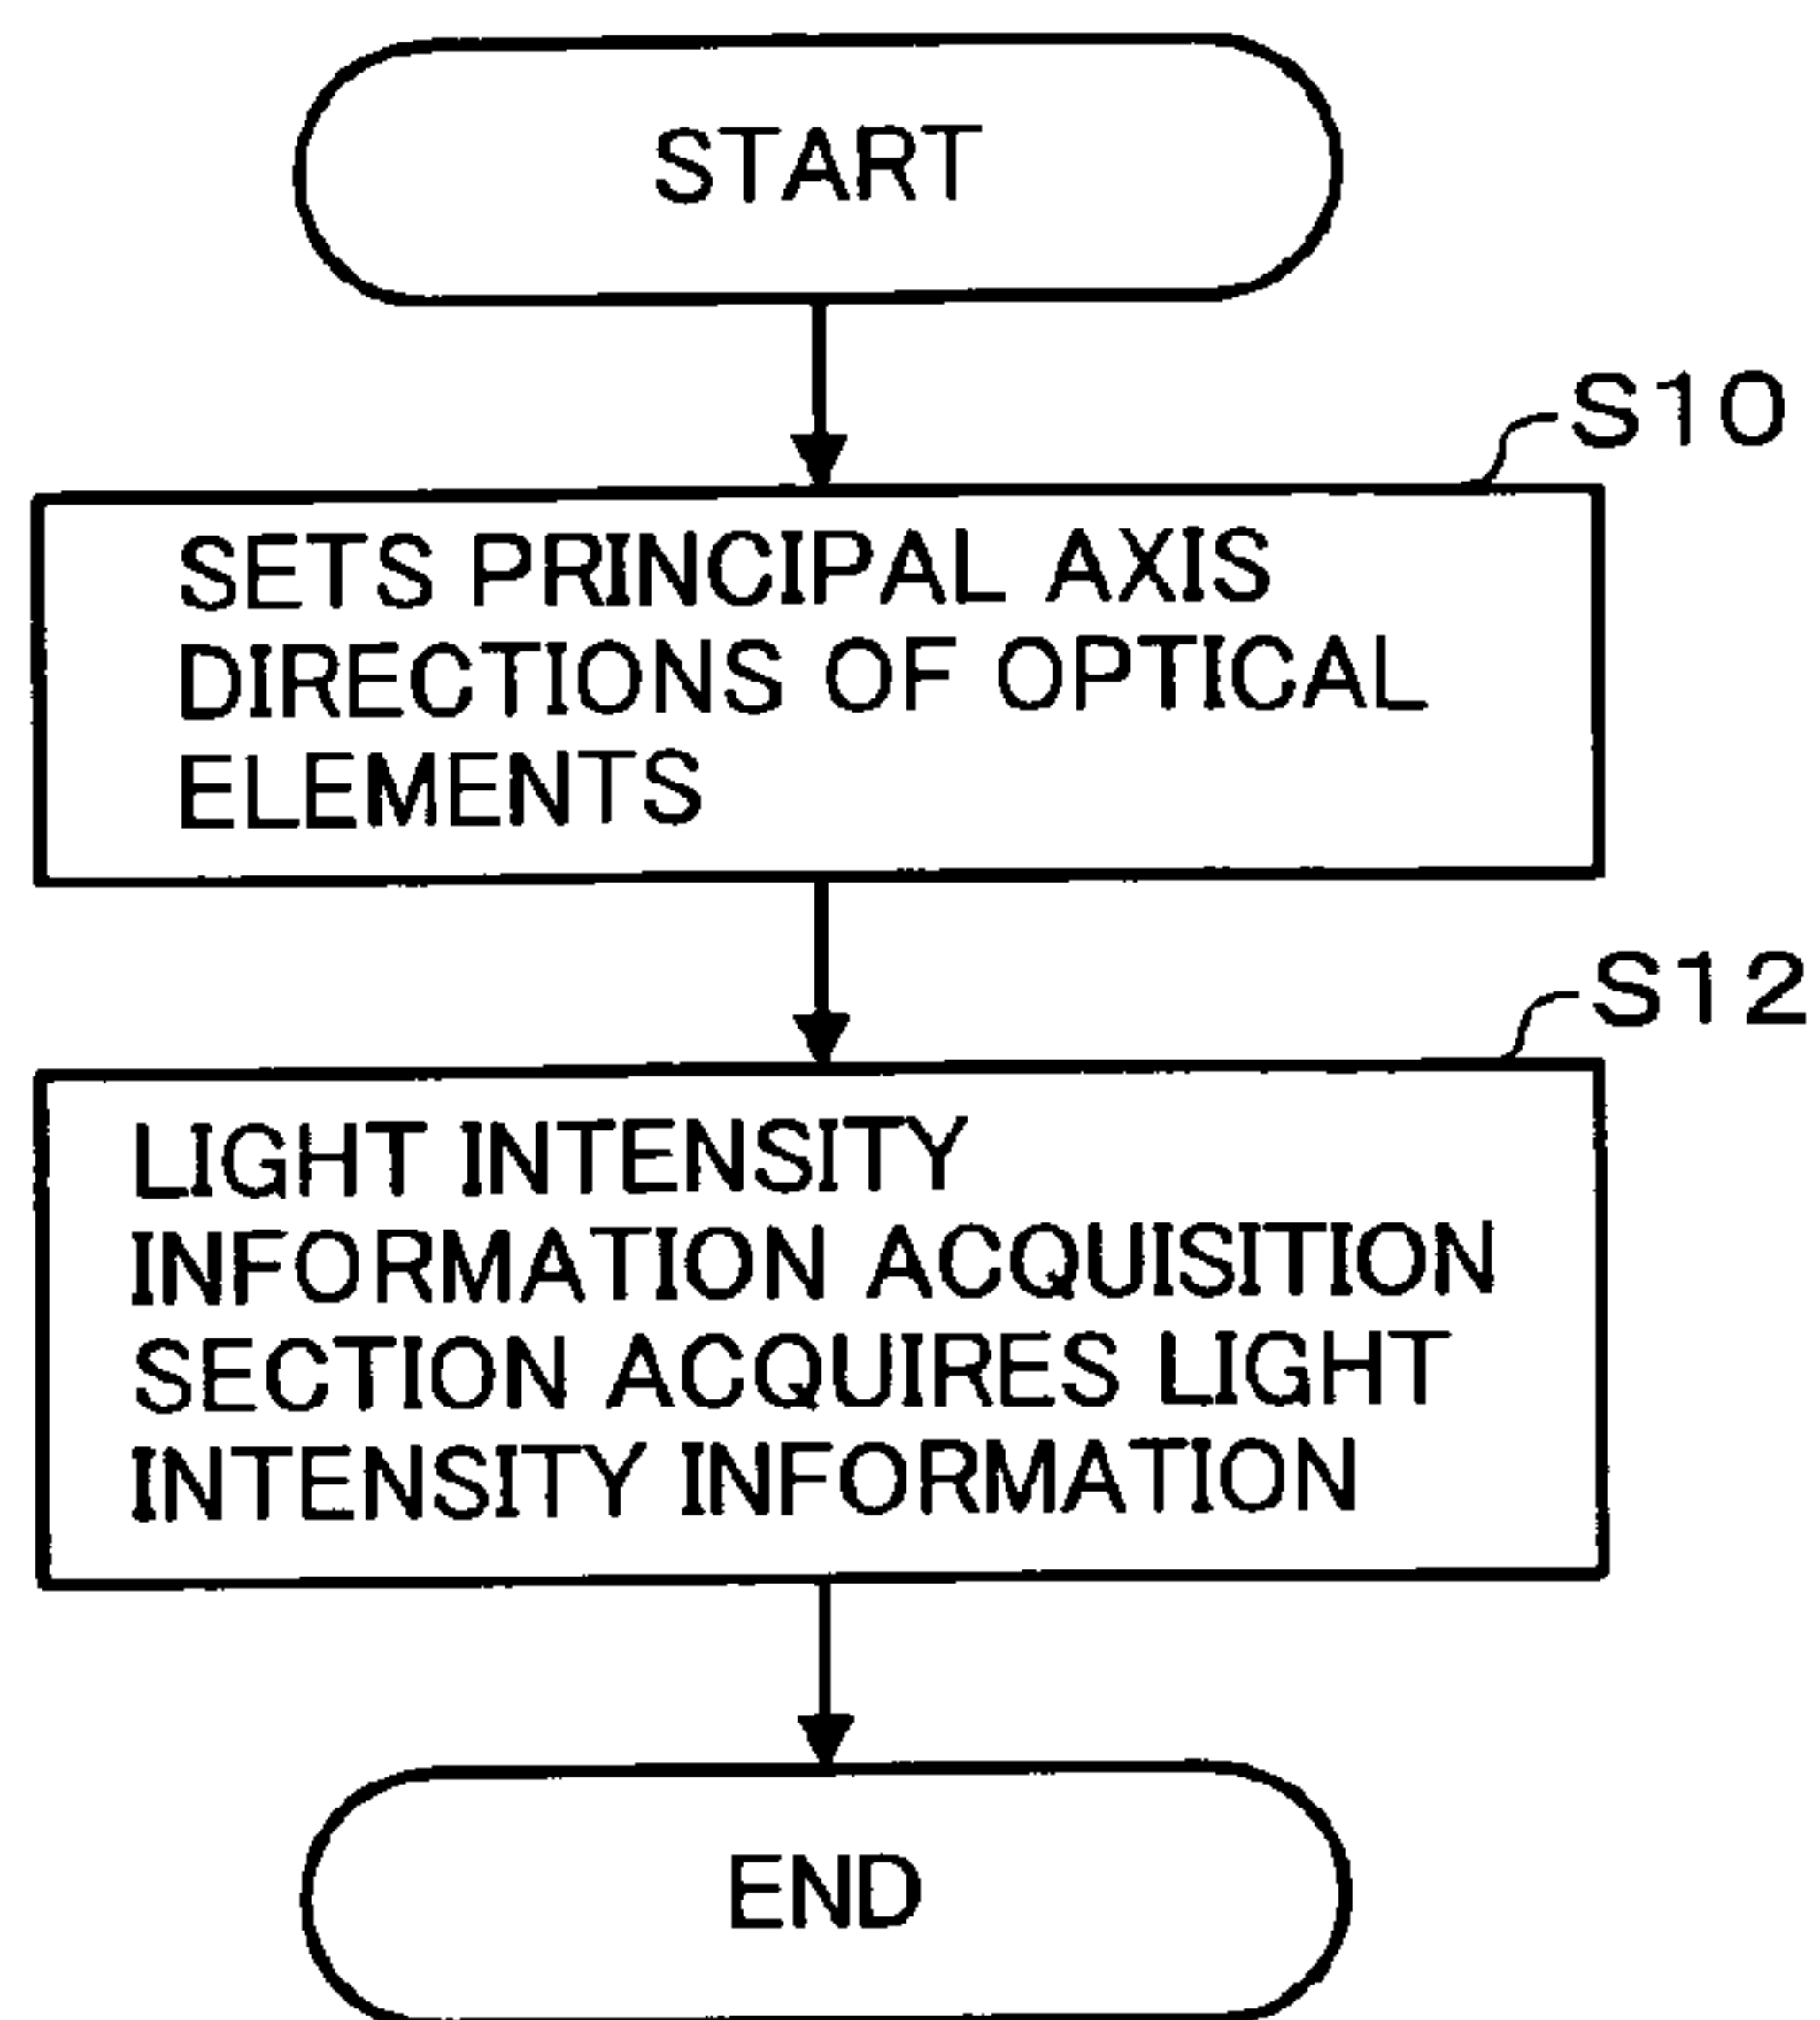 START
S10
SETS PRINCIPAL AXIS
DIRECTIONS OF OPTICAL
ELEMENTS
S12
LIGHT INTENSITY
INFORMATION ACQUISITION
SECTION ACQUIRES LIGHT
INTENSITY INFORMATION
END